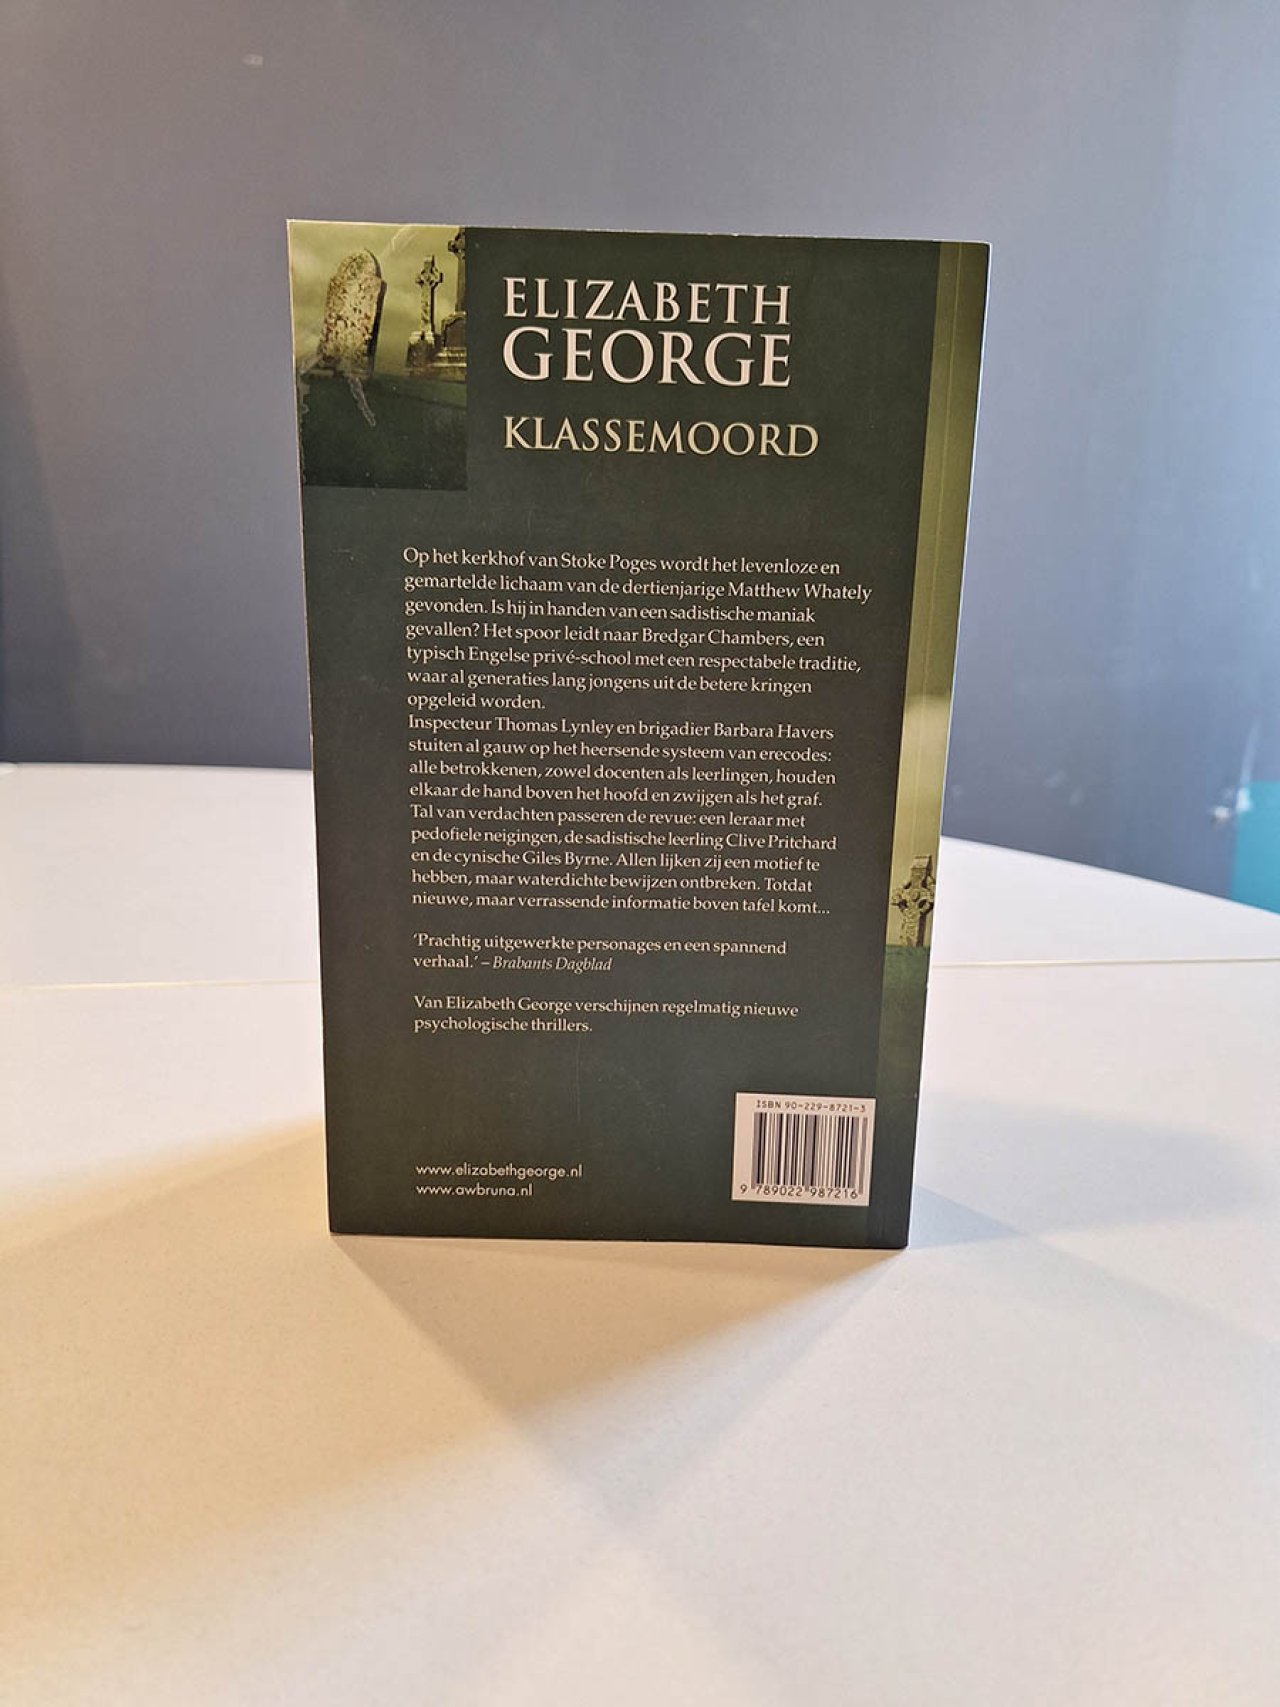 ELIZABETH
GEORGE
KLASSEMOORD
Op het kerkhof van Stoke Poges wordt het levenloze en
gemartelde lichaam van de dertienjarige Matthew Whately
gevonden. Is hij in handen van een sadistische maniak
gevallen? Het spoor leidt naar Bredgar Chambers, een
typisch Engelse privé-school met een respectabele traditie,
waar al generaties lang jongens uit de betere kringen
opgeleid worden.
Inspecteur Thomas Lynley en brigadier Barbara Havers
stuiten al gauw op het heersende systeem van erecodes:
alle betrokkenen, zowel docenten als leerlingen, houden
elkaar de hand boven het hoofd en zwijgen als het graf.
Tal van verdachten passeren de revue: een leraar met
pedofiele neigingen, de sadistische leerling Clive Pritchard
en de cynische Giles Byrne. Allen lijken zij een motief te
hebben, maar waterdichte bewijzen ontbreken. Totdat
nieuwe, maar verrassende informatie boven tafel komt...
‘Prachtig uitgewerkte personages en een spannend
verhaal.’ – Brabants Dagblad
Van Elizabeth George verschijnen regelmatig nieuwe
psychologische thrillers.
ISBN 90-229-8721-3
9 789022 987216
www.elizabethgeorge.nl
www.awbruna.nl